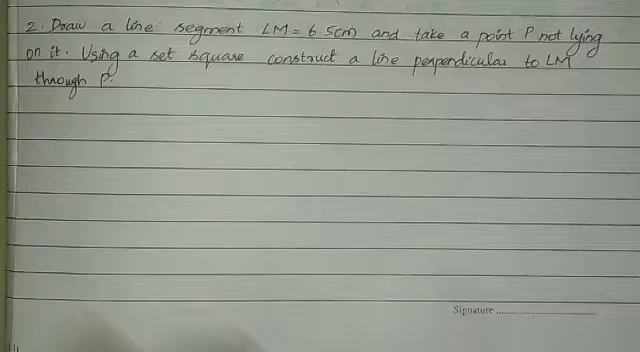 2. Draw a line segment LM = 6.5cm and take a point P not lying
on it. Using a set square construct a line perpendicular to LM
through P.
Signature ..............................